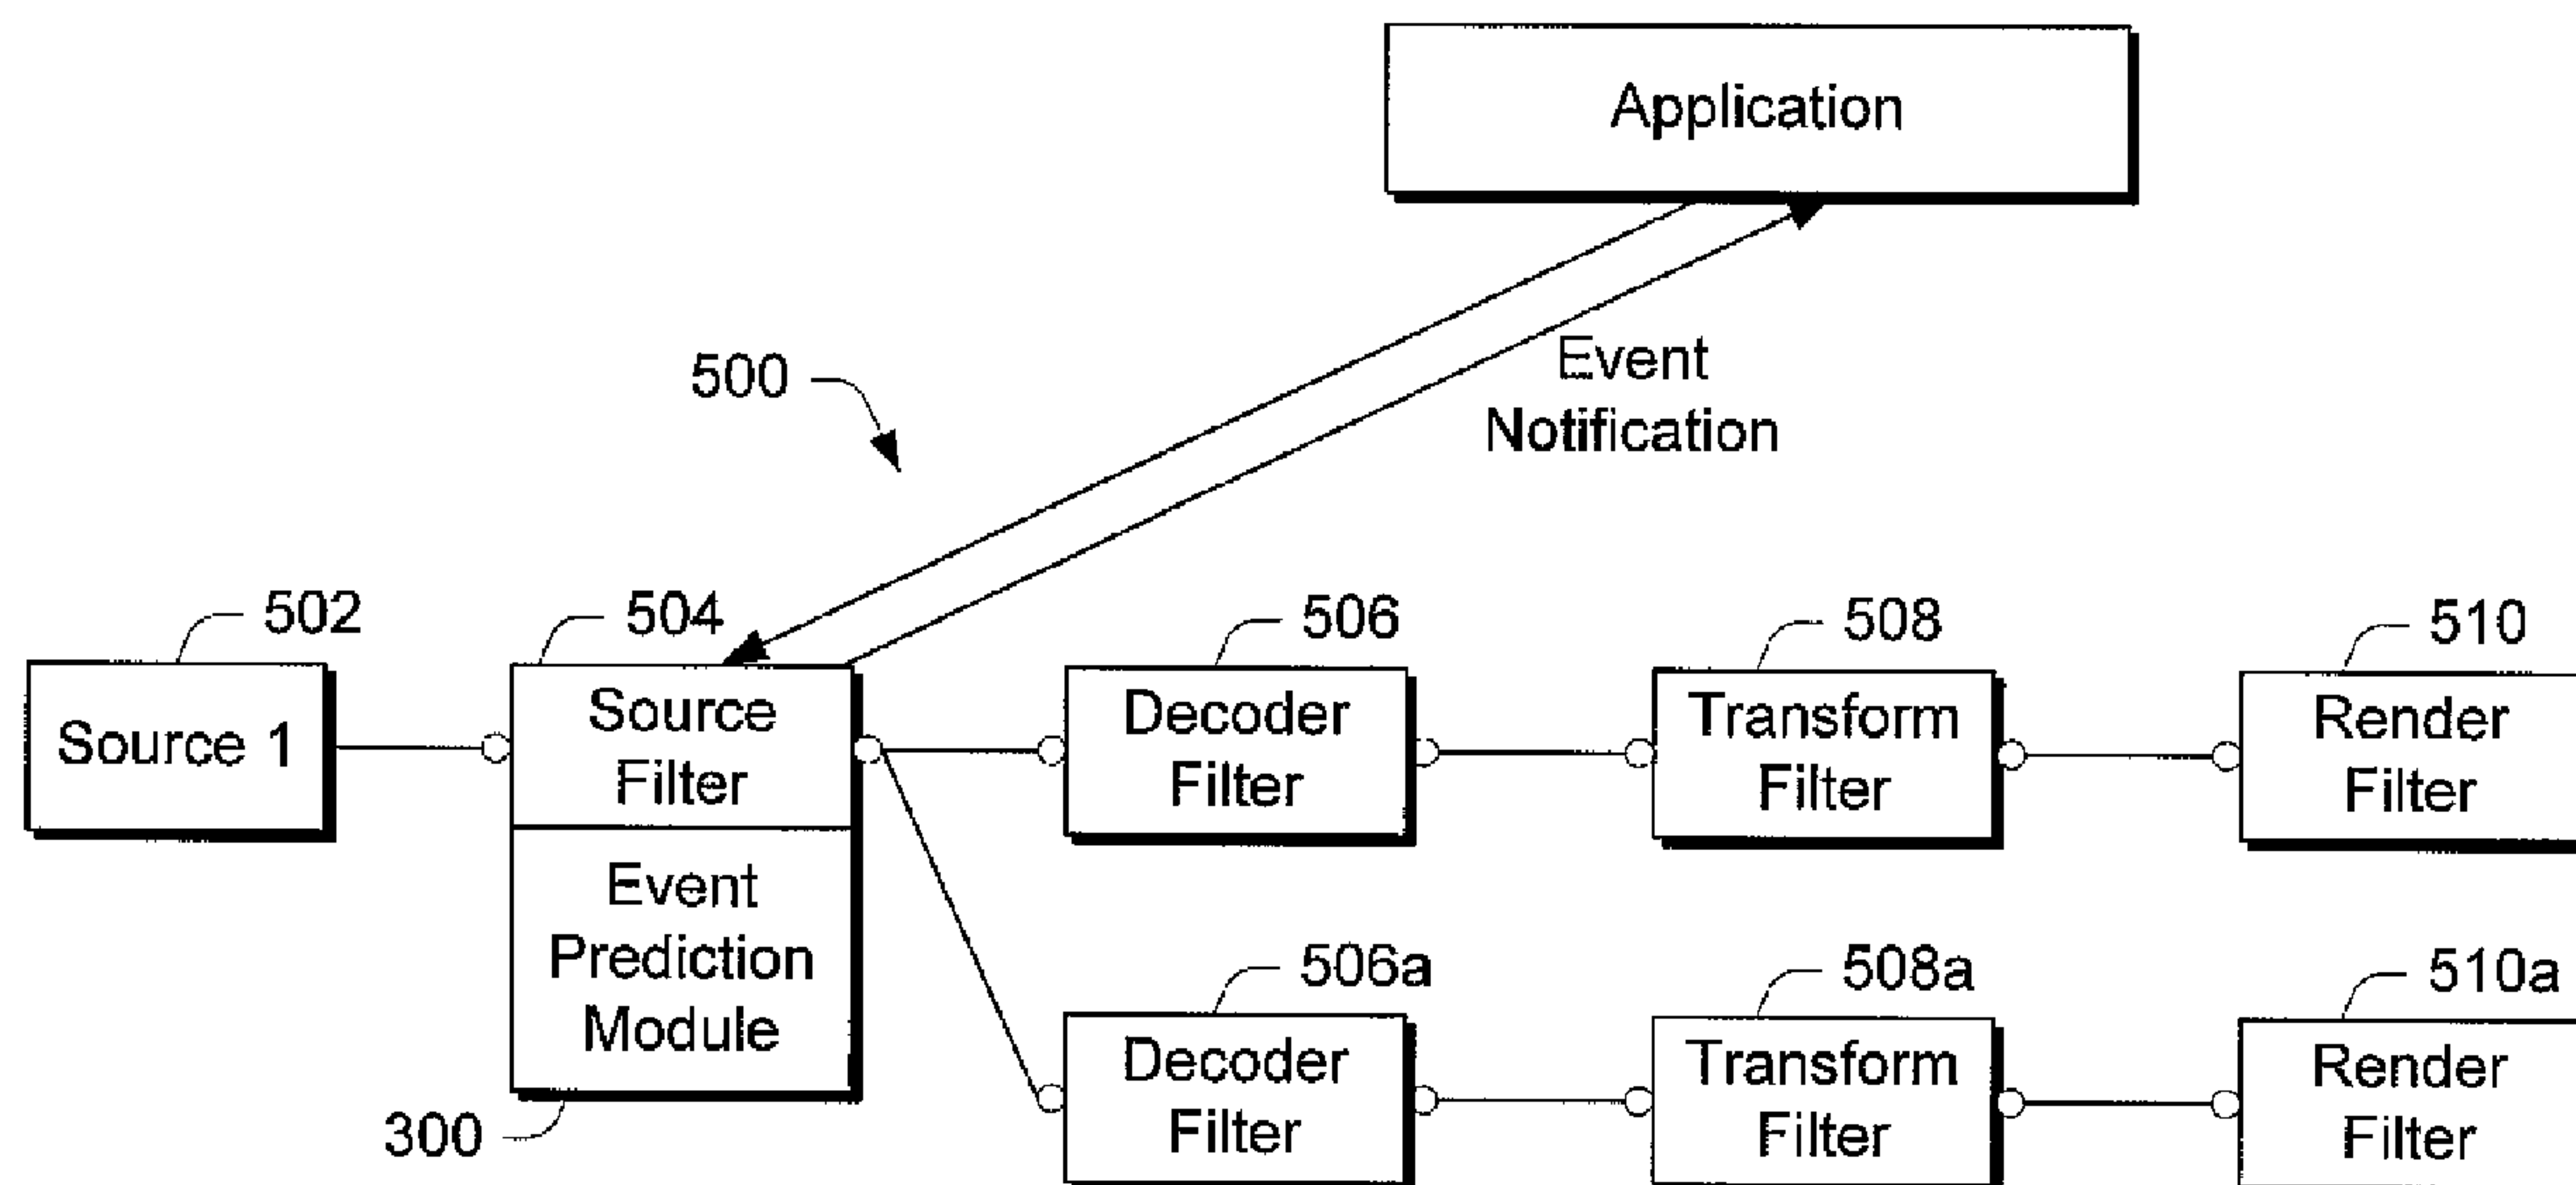 Application
Event
Notification
500
502
504
506
508
510
Source 1
Source
Filter
Decoder
Filter
Transform
Filter
Render
Filter
Event
Prediction
Module
300
506a
508a
510a
Decoder
Filter
Transform
Filter
Render
Filter